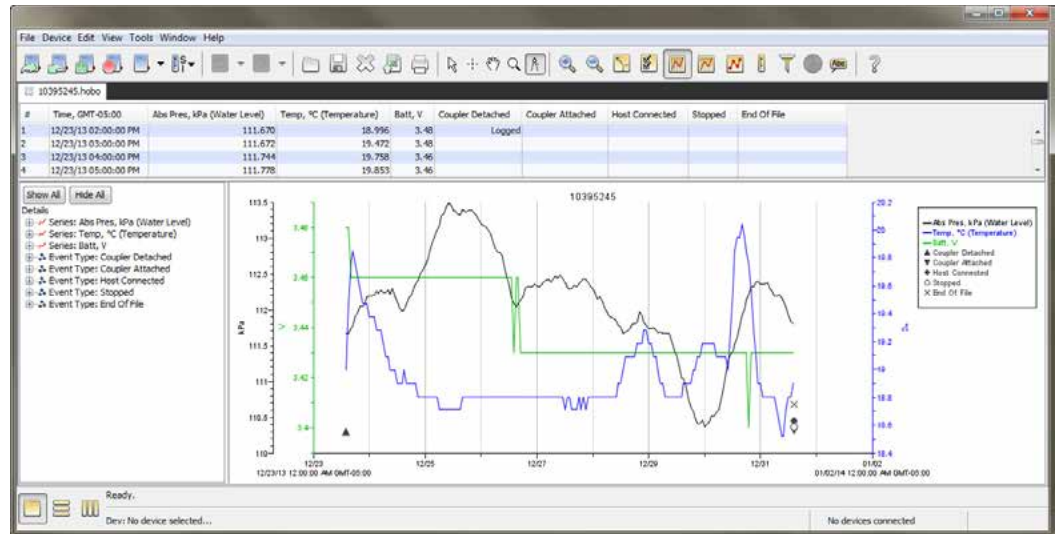 File Device Edit View Tools Window Help
10395245.hobo
# Time, GMT-05:00 Abs Pres, kPa (Water Level) Temp, °C (Temperature) Batt, V Coupler Detached Coupler Attached Host Connected Stopped End Of File
1 12/23/13 02:00:00 PM 111.670 18.996 3.48 Logged
2 12/23/13 03:00:00 PM 111.672 19.472 3.48
3 12/23/13 04:00:00 PM 111.744 19.758 3.46
4 12/23/13 05:00:00 PM 111.778 19.853 3.46
Show All Hide All
Details
Series: Abs Pres, kPa (Water Level)
Series: Temp, °C (Temperature)
Series: Batt, V
Event Type: Coupler Detached
Event Type: Coupler Attached
Event Type: Host Connected
Event Type: Stopped
Event Type: End Of File
10395245
113.5
113
112.5
112
111.5
111
110.5
110
kPa
3.48
3.46
3.44
3.42
3.4
V
20.2
20
19.8
19.6
19.4
19.2
19
18.8
18.6
18.4
12/23 12/25 12/27 12/29 12/31 01/02
12/23/13 12:00:00 AM GMT-05:00 01/02/14 12:00:00 AM GMT-05:00
Abs Pres, kPa (Water Level)
Temp, °C (Temperature)
Batt, V
Coupler Detached
Coupler Attached
Host Connected
Stopped
End Of File
Ready.
Dev: No device selected...
No devices connected